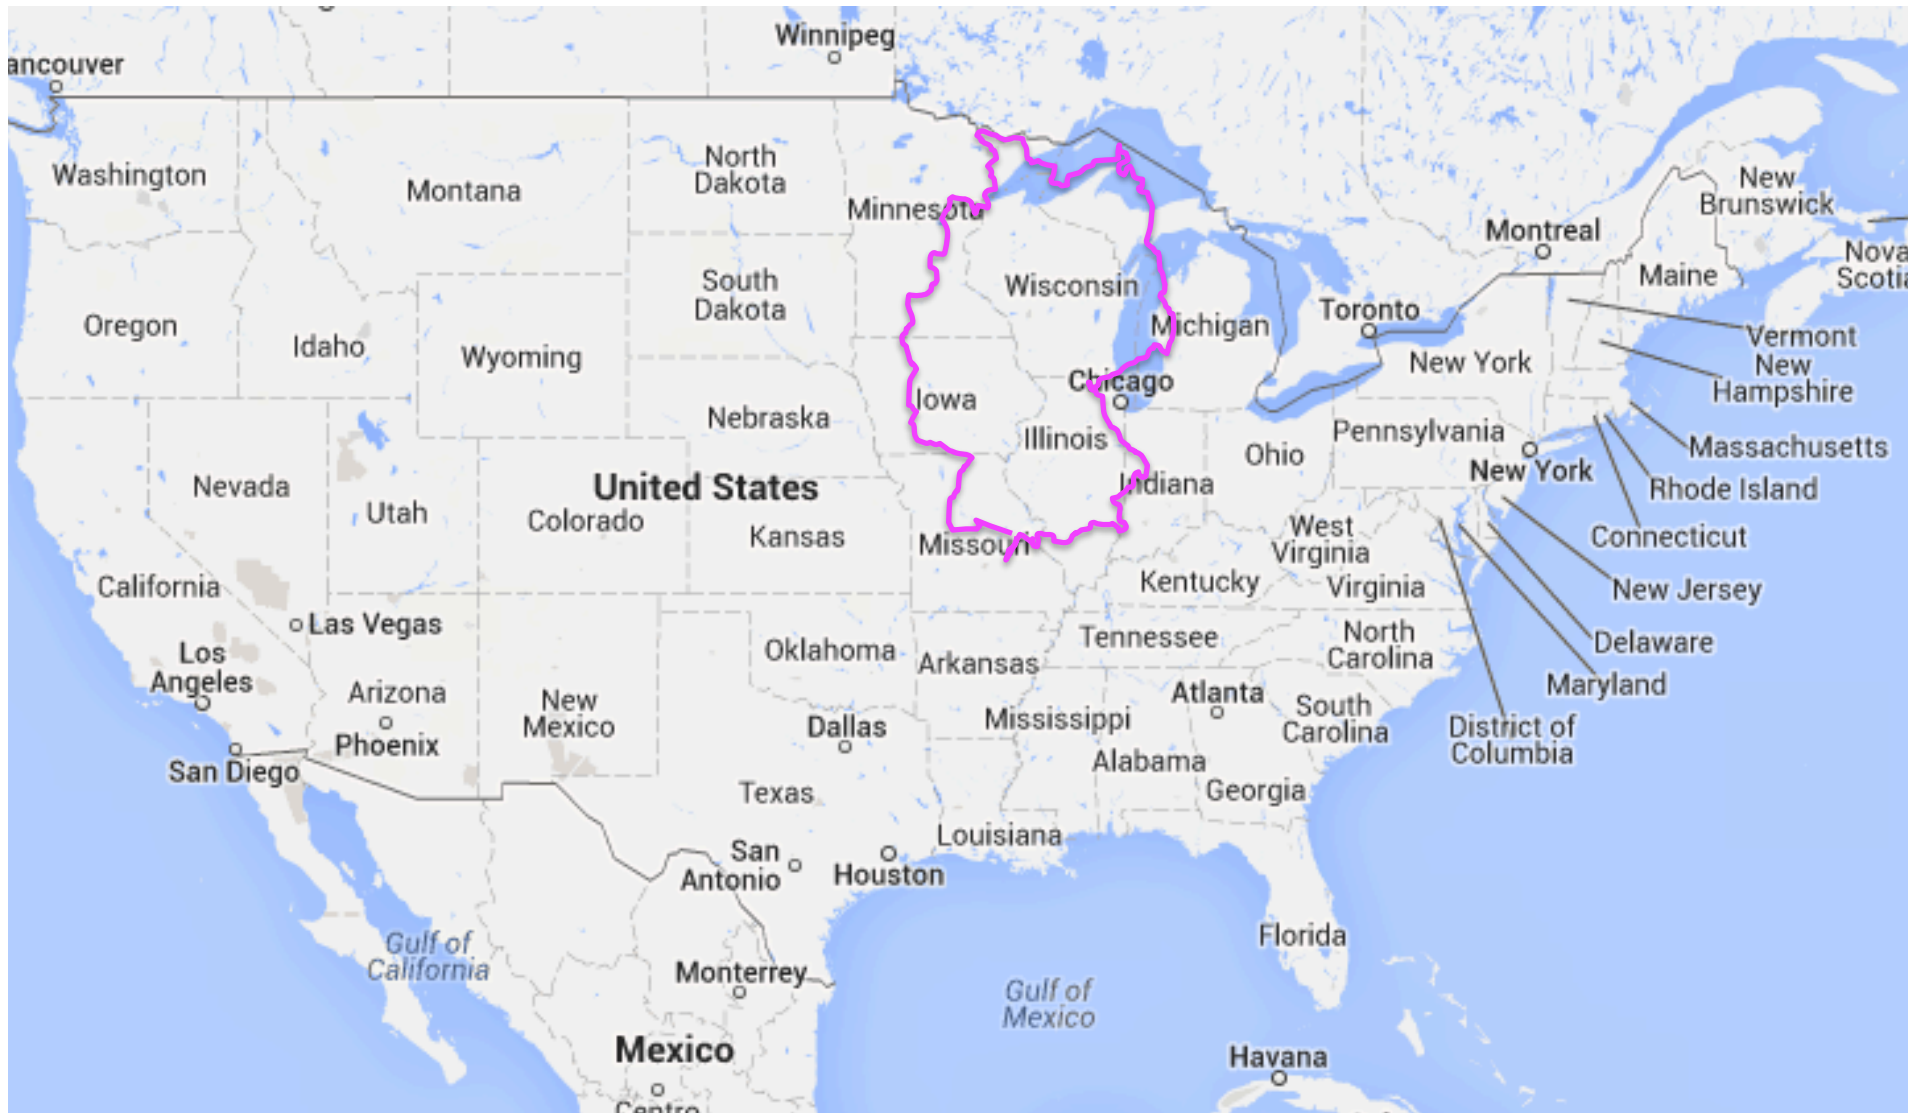 Winnipeg
ancouver
Washington
Montana
North
Dakota
Minnesota
New
Brunswick
Montreal
Nova
Scotia
Maine
Oregon
Idaho
Wyoming
South
Dakota
Wisconsin
Michigan
Toronto
New York
Vermont
New
Hampshire
Chicago
Iowa
Nebraska
Illinois
Indiana
Ohio
Pennsylvania
New York
Massachusetts
Rhode Island
Connecticut
Nevada
Utah
United States
Colorado
Kansas
Missouri
West
Virginia
Kentucky
Virginia
New Jersey
California
Las Vegas
Los
Angeles
Arizona
Phoenix
San Diego
New
Mexico
Oklahoma
Arkansas
Tennessee
North
Carolina
Delaware
Maryland
District of
Columbia
Dallas
Mississippi
Atlanta
South
Carolina
Alabama
Georgia
Texas
Louisiana
San
Antonio
Houston
Florida
Gulf of
California
Monterrey
Gulf of
Mexico
Mexico
Havana
Centro